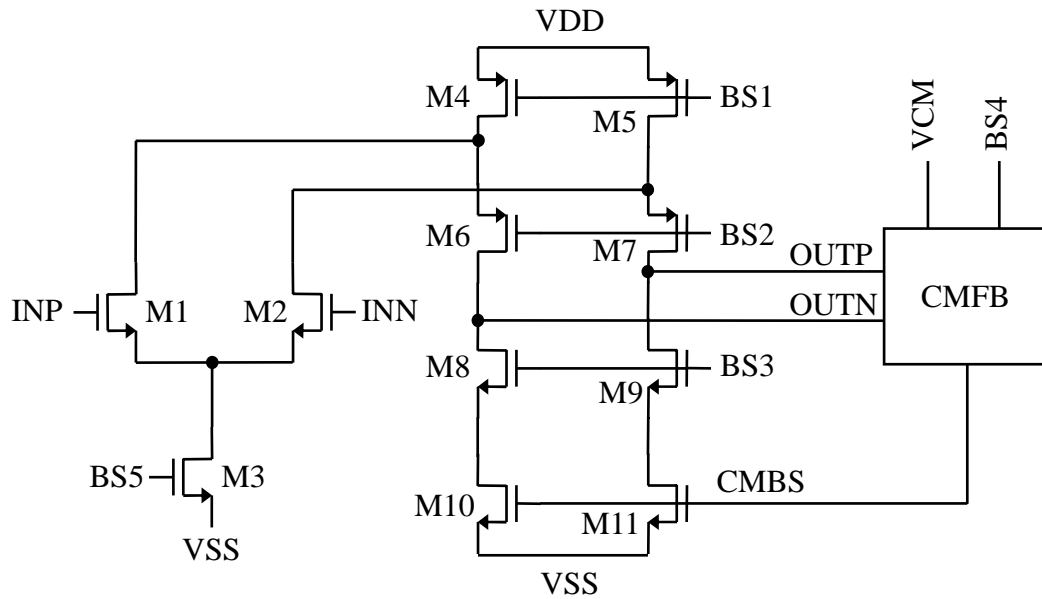 VDD
M4
M5
BS1
VCM
BS4
M6
M7
BS2
OUTP
OUTN
CMFB
INP
M1
M2
INN
M8
M9
BS3
BS5
M3
VSS
M10
M11
CMBS
VSS